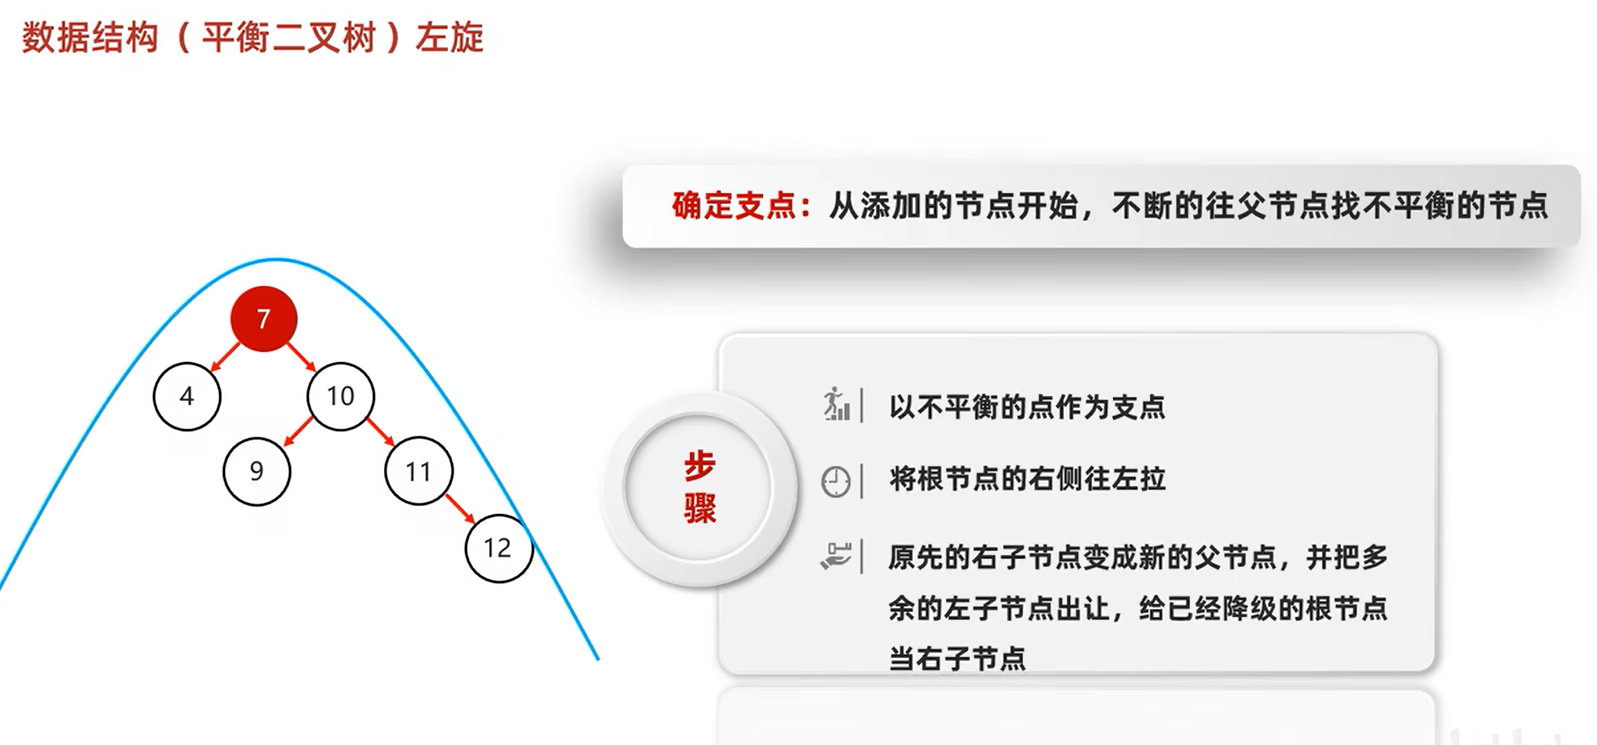 数据结构（平衡二叉树）左旋
确定支点：从添加的节点开始，不断的往父节点找不平衡的节点
7
4
10
9
11
12
步
骤
以不平衡的点作为支点
将根节点的右侧往左拉
原先的右子节点变成新的父节点，并把多
余的左子节点出让，给已经降级的根节点
当右子节点